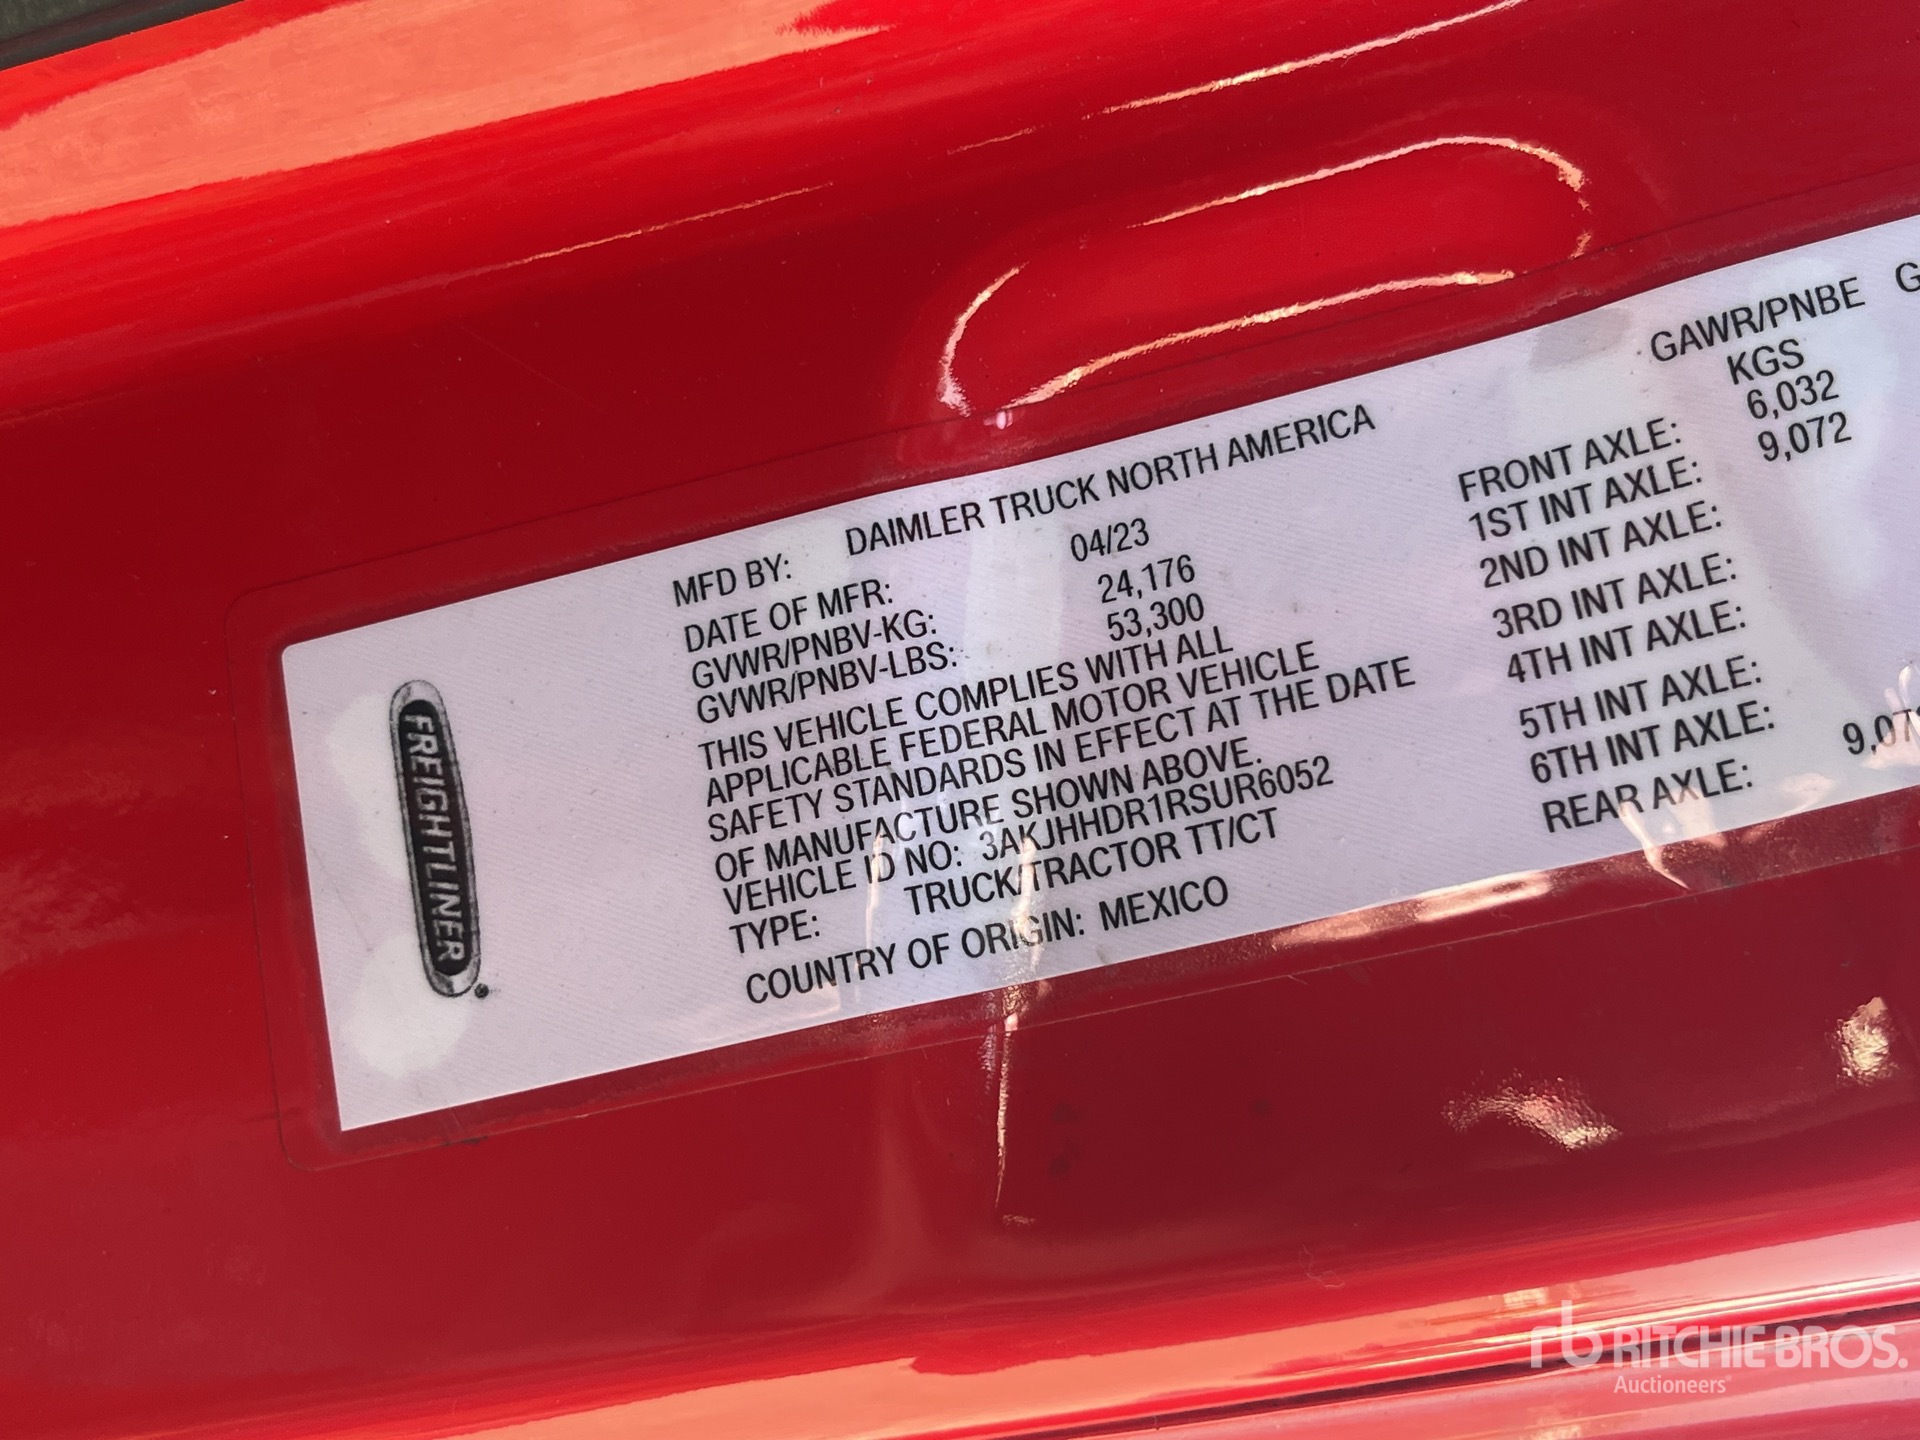 FREIGHTLINER
MFD BY: DAIMLER TRUCK NORTH AMERICA
DATE OF MFR: 04/23
GVWR/PNBV-KG: 24,176
GVWR/PNBV-LBS: 53,300
THIS VEHICLE COMPLIES WITH ALL
APPLICABLE FEDERAL MOTOR VEHICLE
SAFETY STANDARDS IN EFFECT AT THE DATE
OF MANUFACTURE SHOWN ABOVE.
VEHICLE ID NO: 3AKJHHDR1RSUR6052
TYPE: TRUCK/TRACTOR TT/CT
COUNTRY OF ORIGIN: MEXICO
GAWR/PNBE
KGS
FRONT AXLE: 6,032
1ST INT AXLE: 9,072
2ND INT AXLE:
3RD INT AXLE:
4TH INT AXLE:
5TH INT AXLE:
6TH INT AXLE:
REAR AXLE:
rb RITCHIE BROS.
Auctioneers